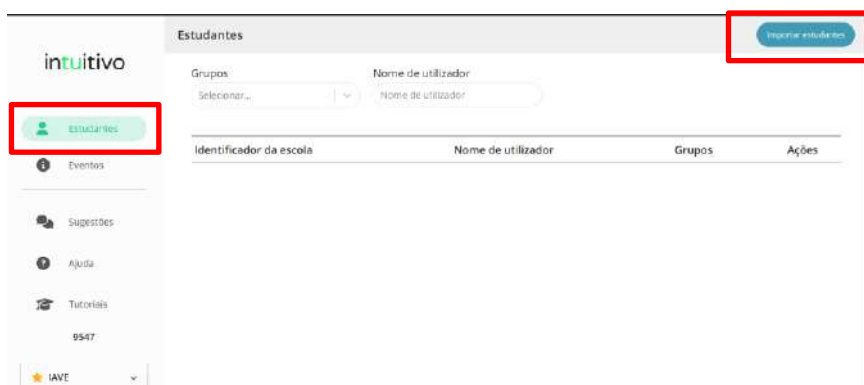 Estudantes
Importar estudantes
intuitivo
Grupos
Nome de utilizador
Selecionar...
Nome de utilizador
Estudantes
Identificador da escola
Nome de utilizador
Grupos
Ações
Eventos
Sugestões
Ajuda
Tutoriais
9547
IAVE